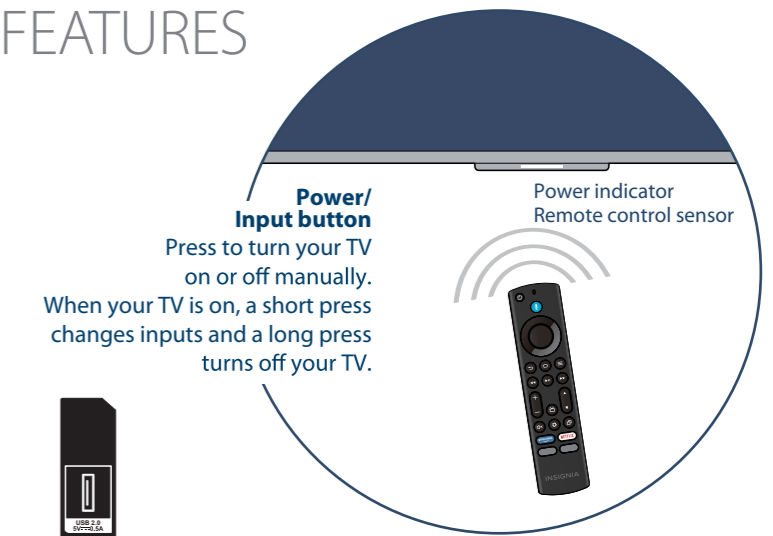 FEATURES
Power/
Input button
Press to turn your TV
on or off manually.
When your TV is on, a short press
changes inputs and a long press
turns off your TV.
Power indicator
Remote control sensor
NETFLIX
INSIGNIA
USB 2.0
5V⎓0.5A